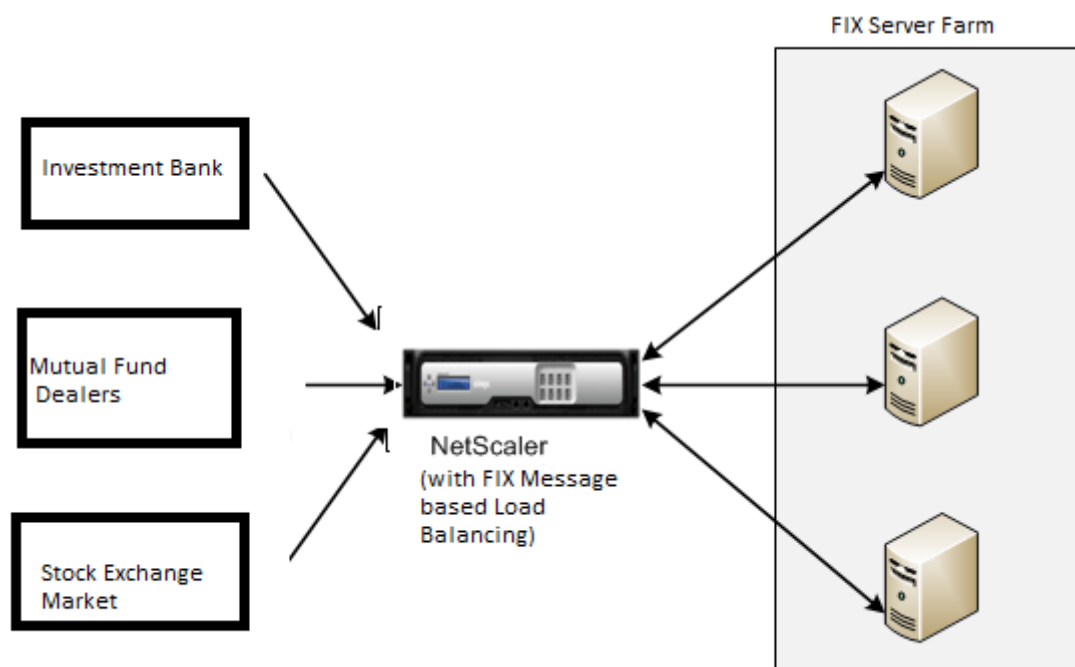 FIX Server Farm
Investment Bank
Mutual Fund
Dealers
Stock Exchange
Market
NetScaler
(with FIX Message
based Load
Balancing)